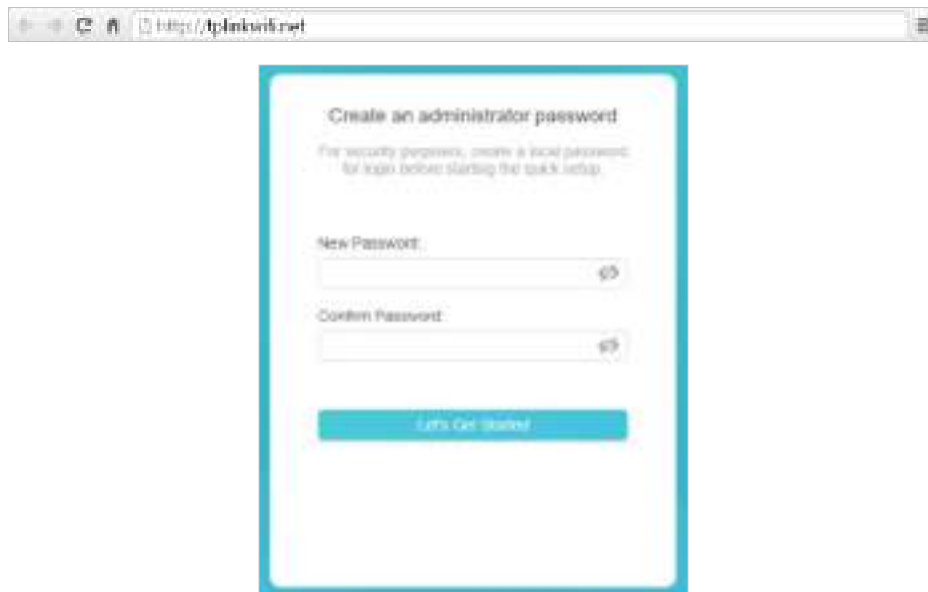 http://tplinkwifi.net
Create an administrator password
For security purposes, create a local password
for login before starting the quick setup.
New Password:
Confirm Password:
Let's Get Started